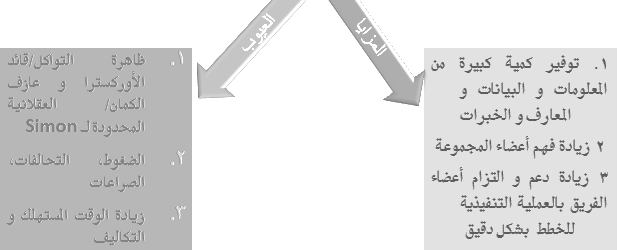 المزايا
العيوب
١. توفير كمية كبيرة من
المعلومات و البيانات و
المعارف و الخبرات
٢ زيادة فهم أعضاء المجموعة
٣ زيادة دعم و التزام أعضاء
الفريق بالعملية التنفيذية
للخطط بشكل دقيق
١. ظاهرة التواكل/قائد
الأوركسترا و عازف
الكمان/ العقلانية
المحدودة لـ Simon
٢. الضغوط، التحالفات،
الصراعات
٣. زيادة الوقت المستهلك و
التكاليف